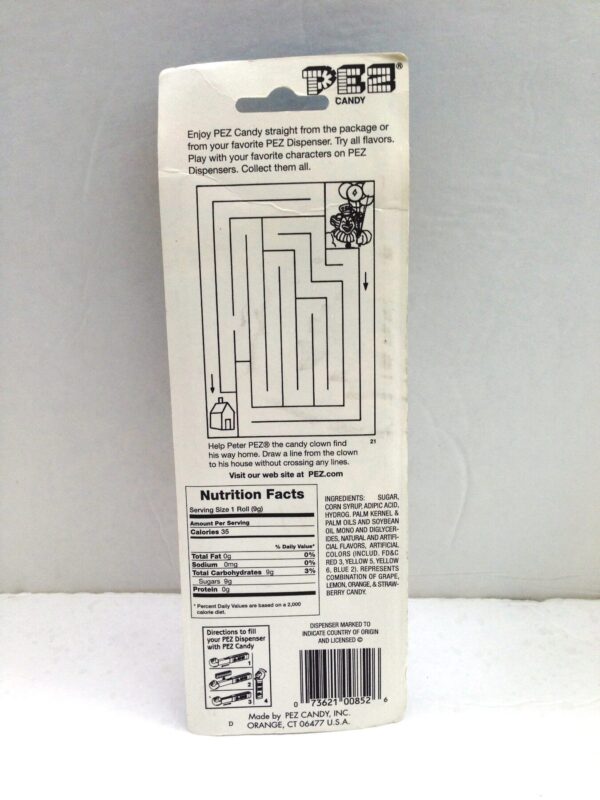 PEZ®
CANDY
Enjoy PEZ Candy straight from the package or
from your favorite PEZ Dispenser. Try all flavors.
Play with your favorite characters on PEZ
Dispensers. Collect them all.
21
Help Peter PEZ® the candy clown find
his way home. Draw a line from the clown
to his house without crossing any lines.
Visit our web site at PEZ.com
Nutrition Facts
Serving Size 1 Roll (9g)
Amount Per Serving
Calories 35
% Daily Value*
Total Fat 0g 0%
Sodium 0mg 0%
Total Carbohydrates 9g 3%
Sugars 9g
Protein 0g
* Percent Daily Values are based on a 2,000
calorie diet.
INGREDIENTS: SUGAR,
CORN SYRUP, ADIPIC ACID,
HYDROG. PALM KERNEL &
PALM OILS AND SOYBEAN
OIL MONO AND DIGLYCER-
IDES, NATURAL AND ARTIFI-
CIAL FLAVORS, ARTIFICIAL
COLORS (INCLUD. FD&C
RED 3, YELLOW 5, YELLOW
6, BLUE 2). REPRESENTS
COMBINATION OF GRAPE,
LEMON, ORANGE, & STRAW-
BERRY CANDY.
Directions to fill
your PEZ Dispenser
with PEZ Candy
1
2
3
4
DISPENSER MARKED TO
INDICATE COUNTRY OF ORIGIN
AND LICENSED ©
0 73621 00852 6
D
Made by PEZ CANDY, INC.
ORANGE, CT 06477 U.S.A.